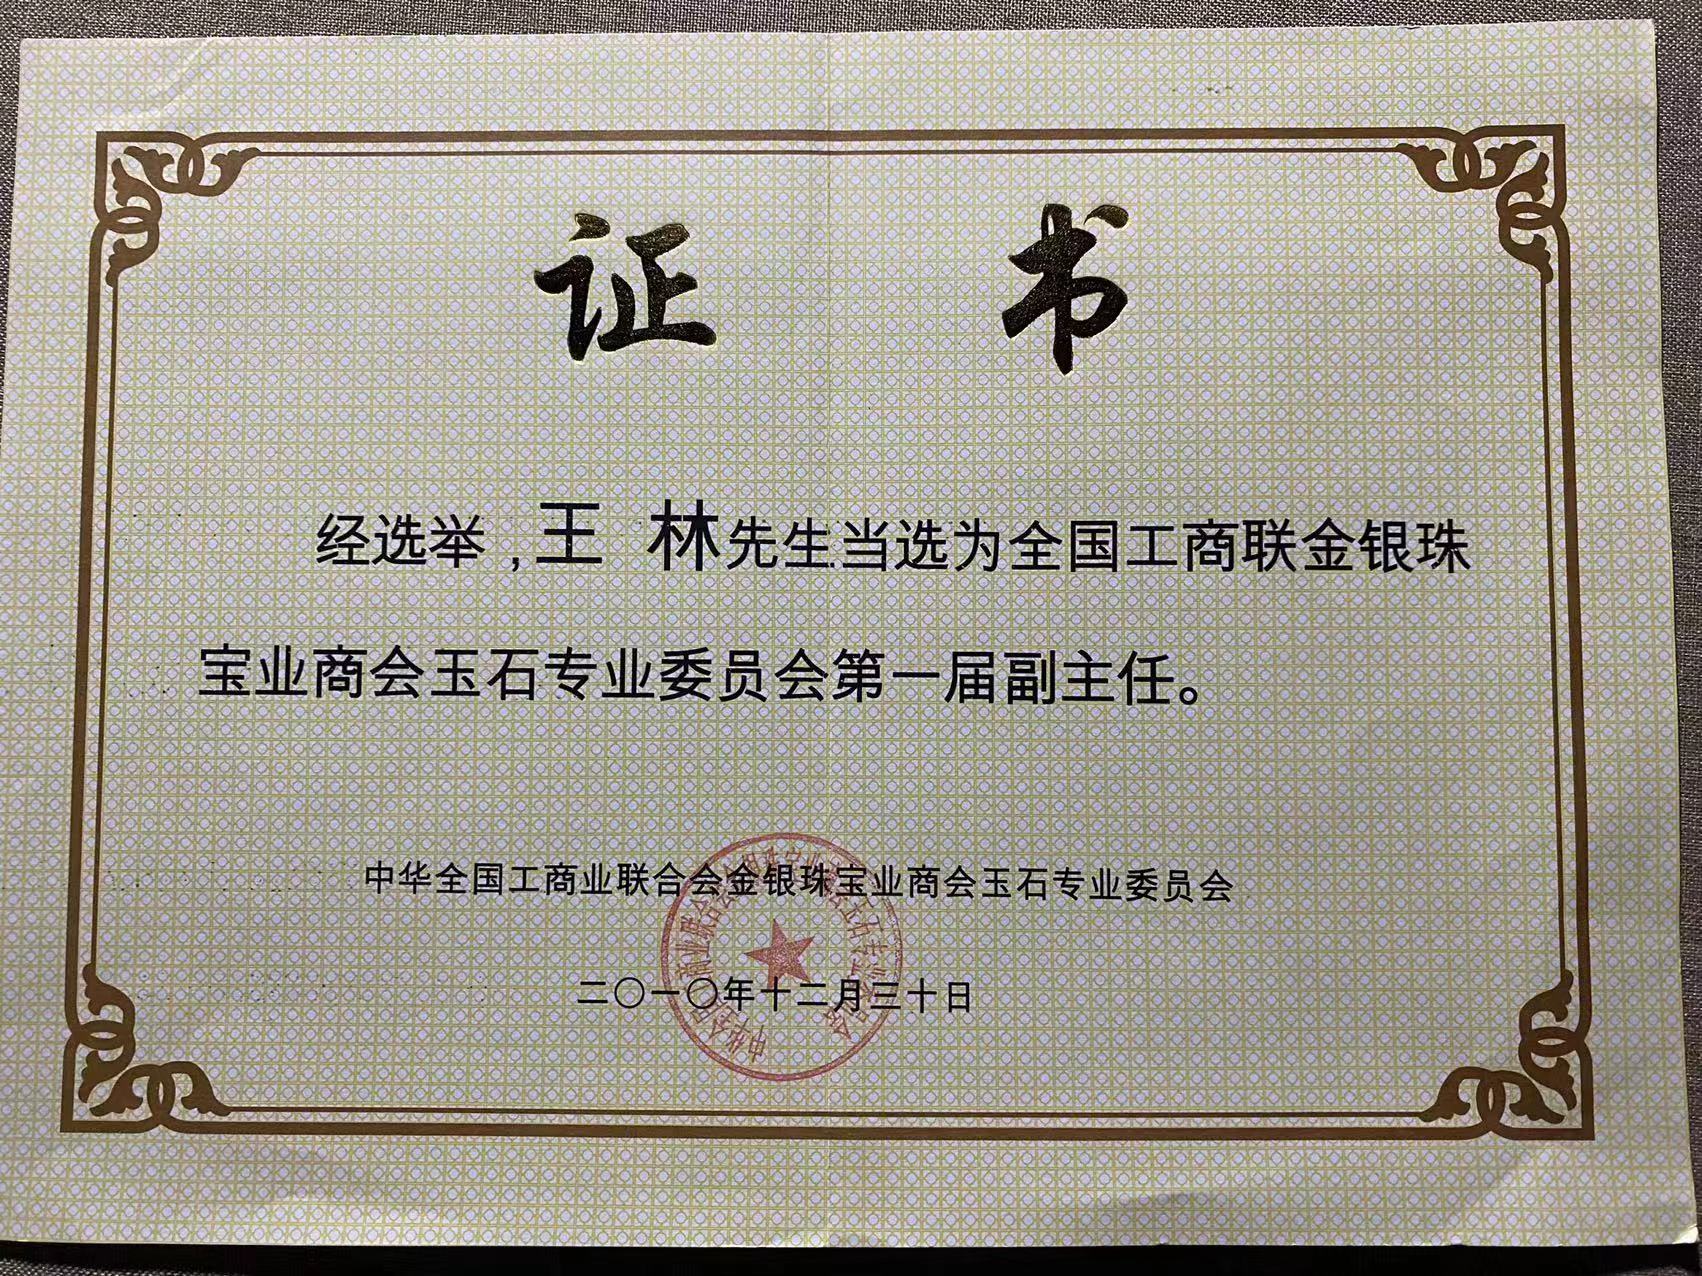 证 书
经选举，王 林先生当选为全国工商联金银珠
宝业商会玉石专业委员会第一届副主任。
中华全国工商业联合会金银珠宝业商会玉石专业委员会
二〇一〇年十二月三十日